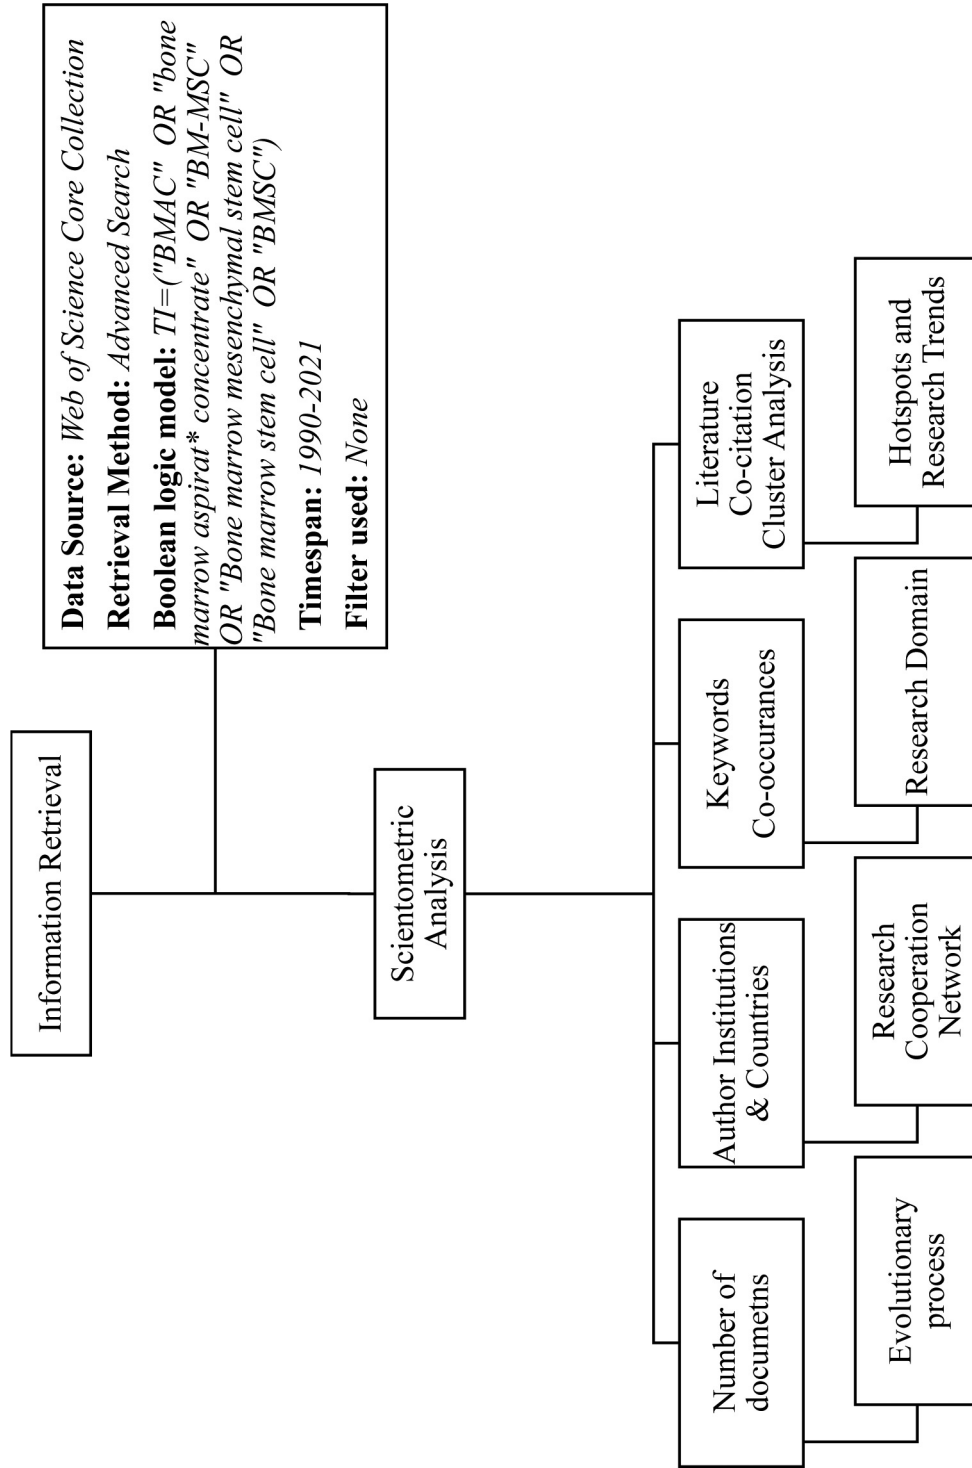 Information Retrieval
Data Source: Web of Science Core Collection
Retrieval Method: Advanced Search
Boolean logic model: TI=("BMAC" OR "bone
marrow aspirat* concentrate" OR "BM-MSC"
OR "Bone marrow mesenchymal stem cell" OR
"Bone marrow stem cell" OR "BMSC")
Timespan: 1990-2021
Filter used: None
Scientometric
Analysis
Number of
documetns
Author Institutions
& Countries
Keywords
Co-occurances
Literature
Co-citation
Cluster Analysis
Evolutionary
process
Research
Cooperation
Network
Research Domain
Hotspots and
Research Trends